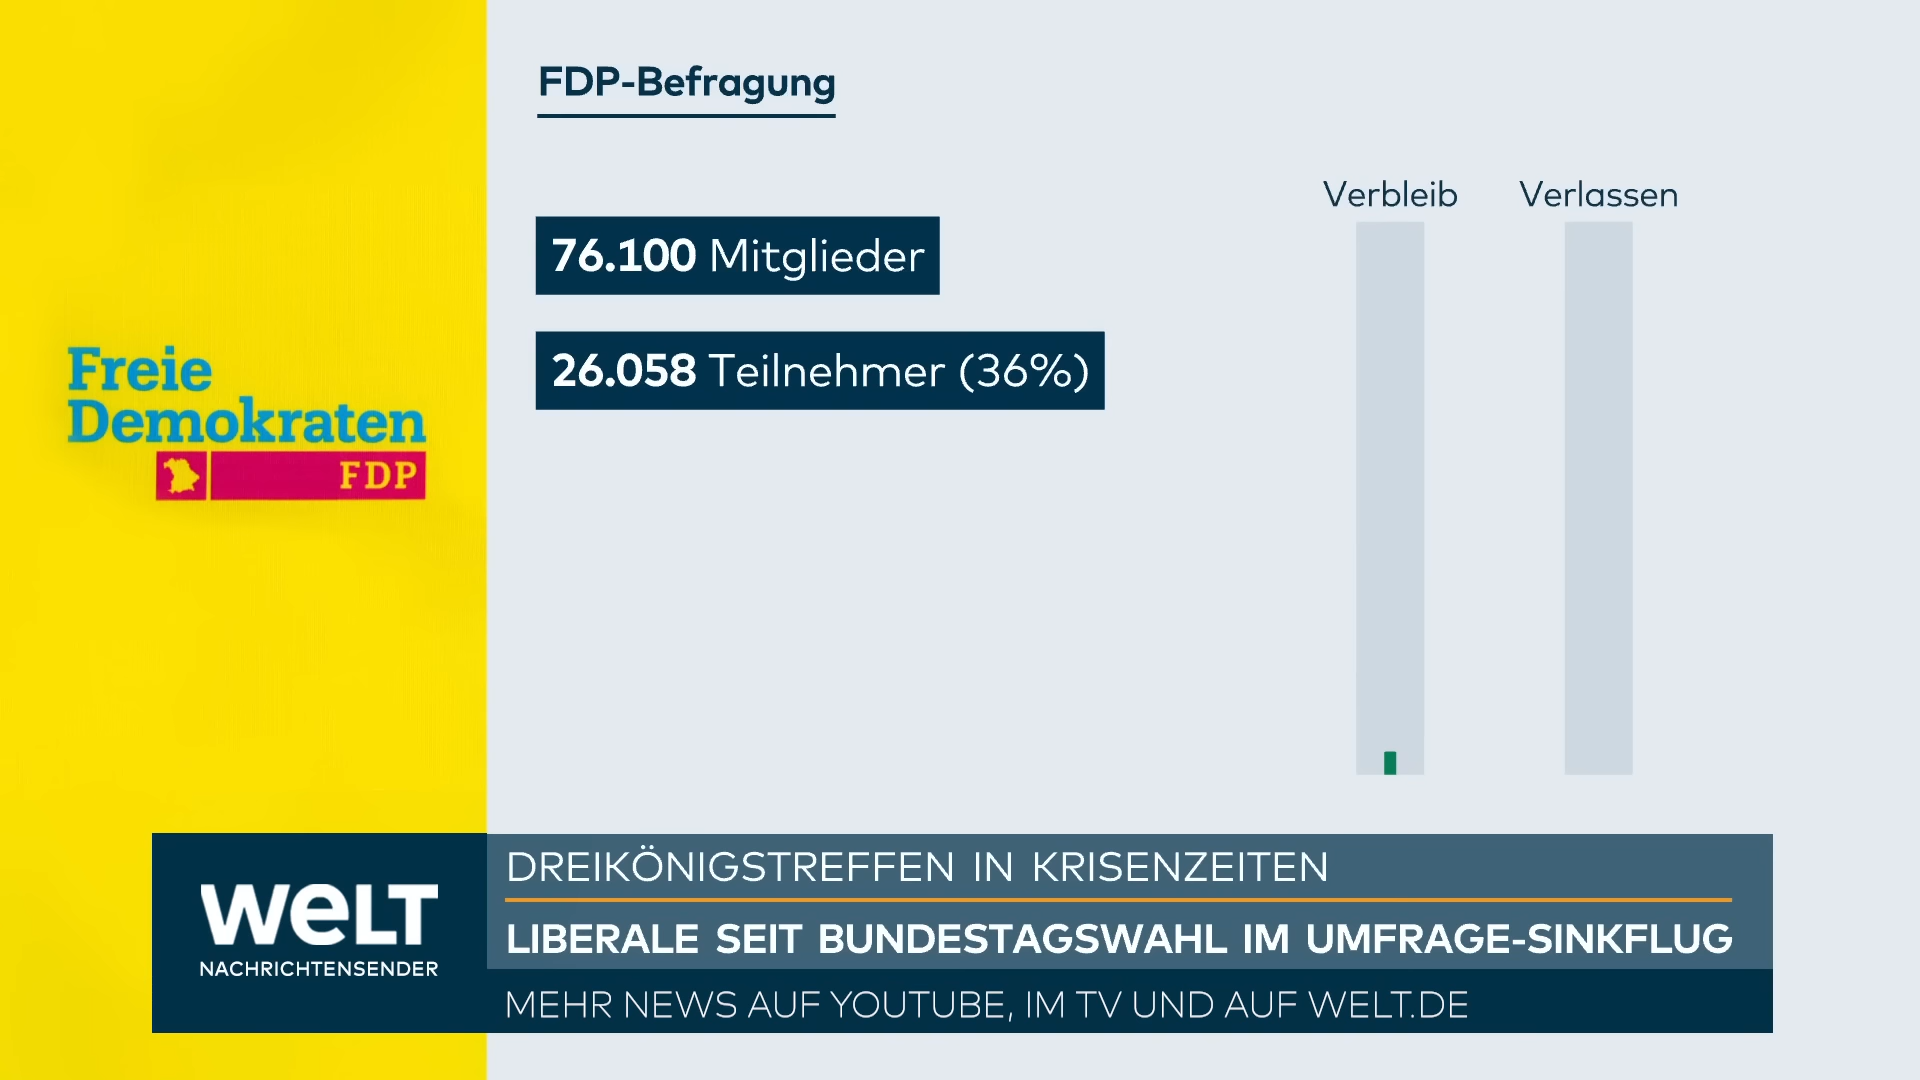 FDP-Befragung
Verbleib
Verlassen
76.100 Mitglieder
26.058 Teilnehmer (36%)
Freie
Demokraten
FDP
DREIKÖNIGSTREFFEN IN KRISENZEITEN
LIBERALE SEIT BUNDESTAGSWAHL IM UMFRAGE-SINKFLUG
WELT
NACHRICHTENSENDER
MEHR NEWS AUF YOUTUBE, IM TV UND AUF WELT.DE